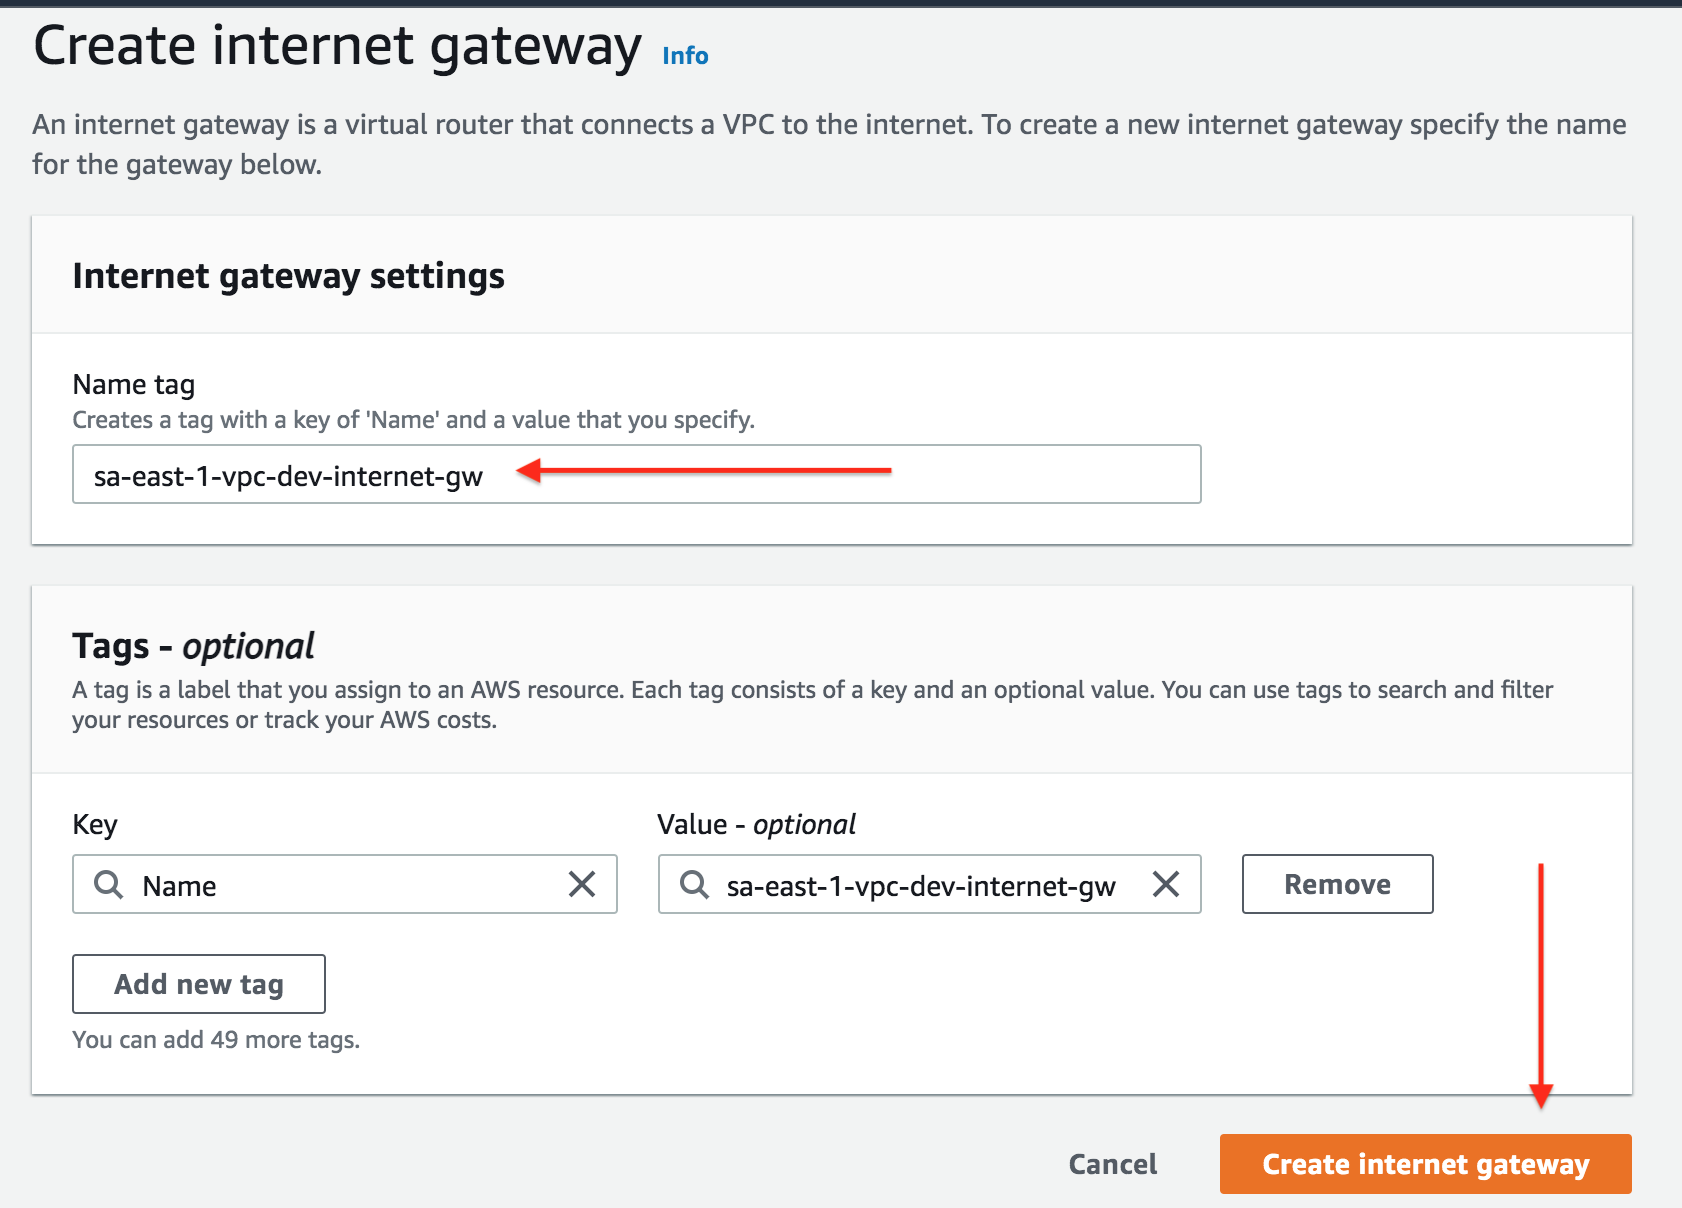 Create internet gateway Info
An internet gateway is a virtual router that connects a VPC to the internet. To create a new internet gateway specify the name
for the gateway below.
Internet gateway settings
Name tag
Creates a tag with a key of 'Name' and a value that you specify.
sa-east-1-vpc-dev-internet-gw
Tags - optional
A tag is a label that you assign to an AWS resource. Each tag consists of a key and an optional value. You can use tags to search and filter
your resources or track your AWS costs.
Key
Value - optional
Name
sa-east-1-vpc-dev-internet-gw
Remove
Add new tag
You can add 49 more tags.
Cancel
Create internet gateway